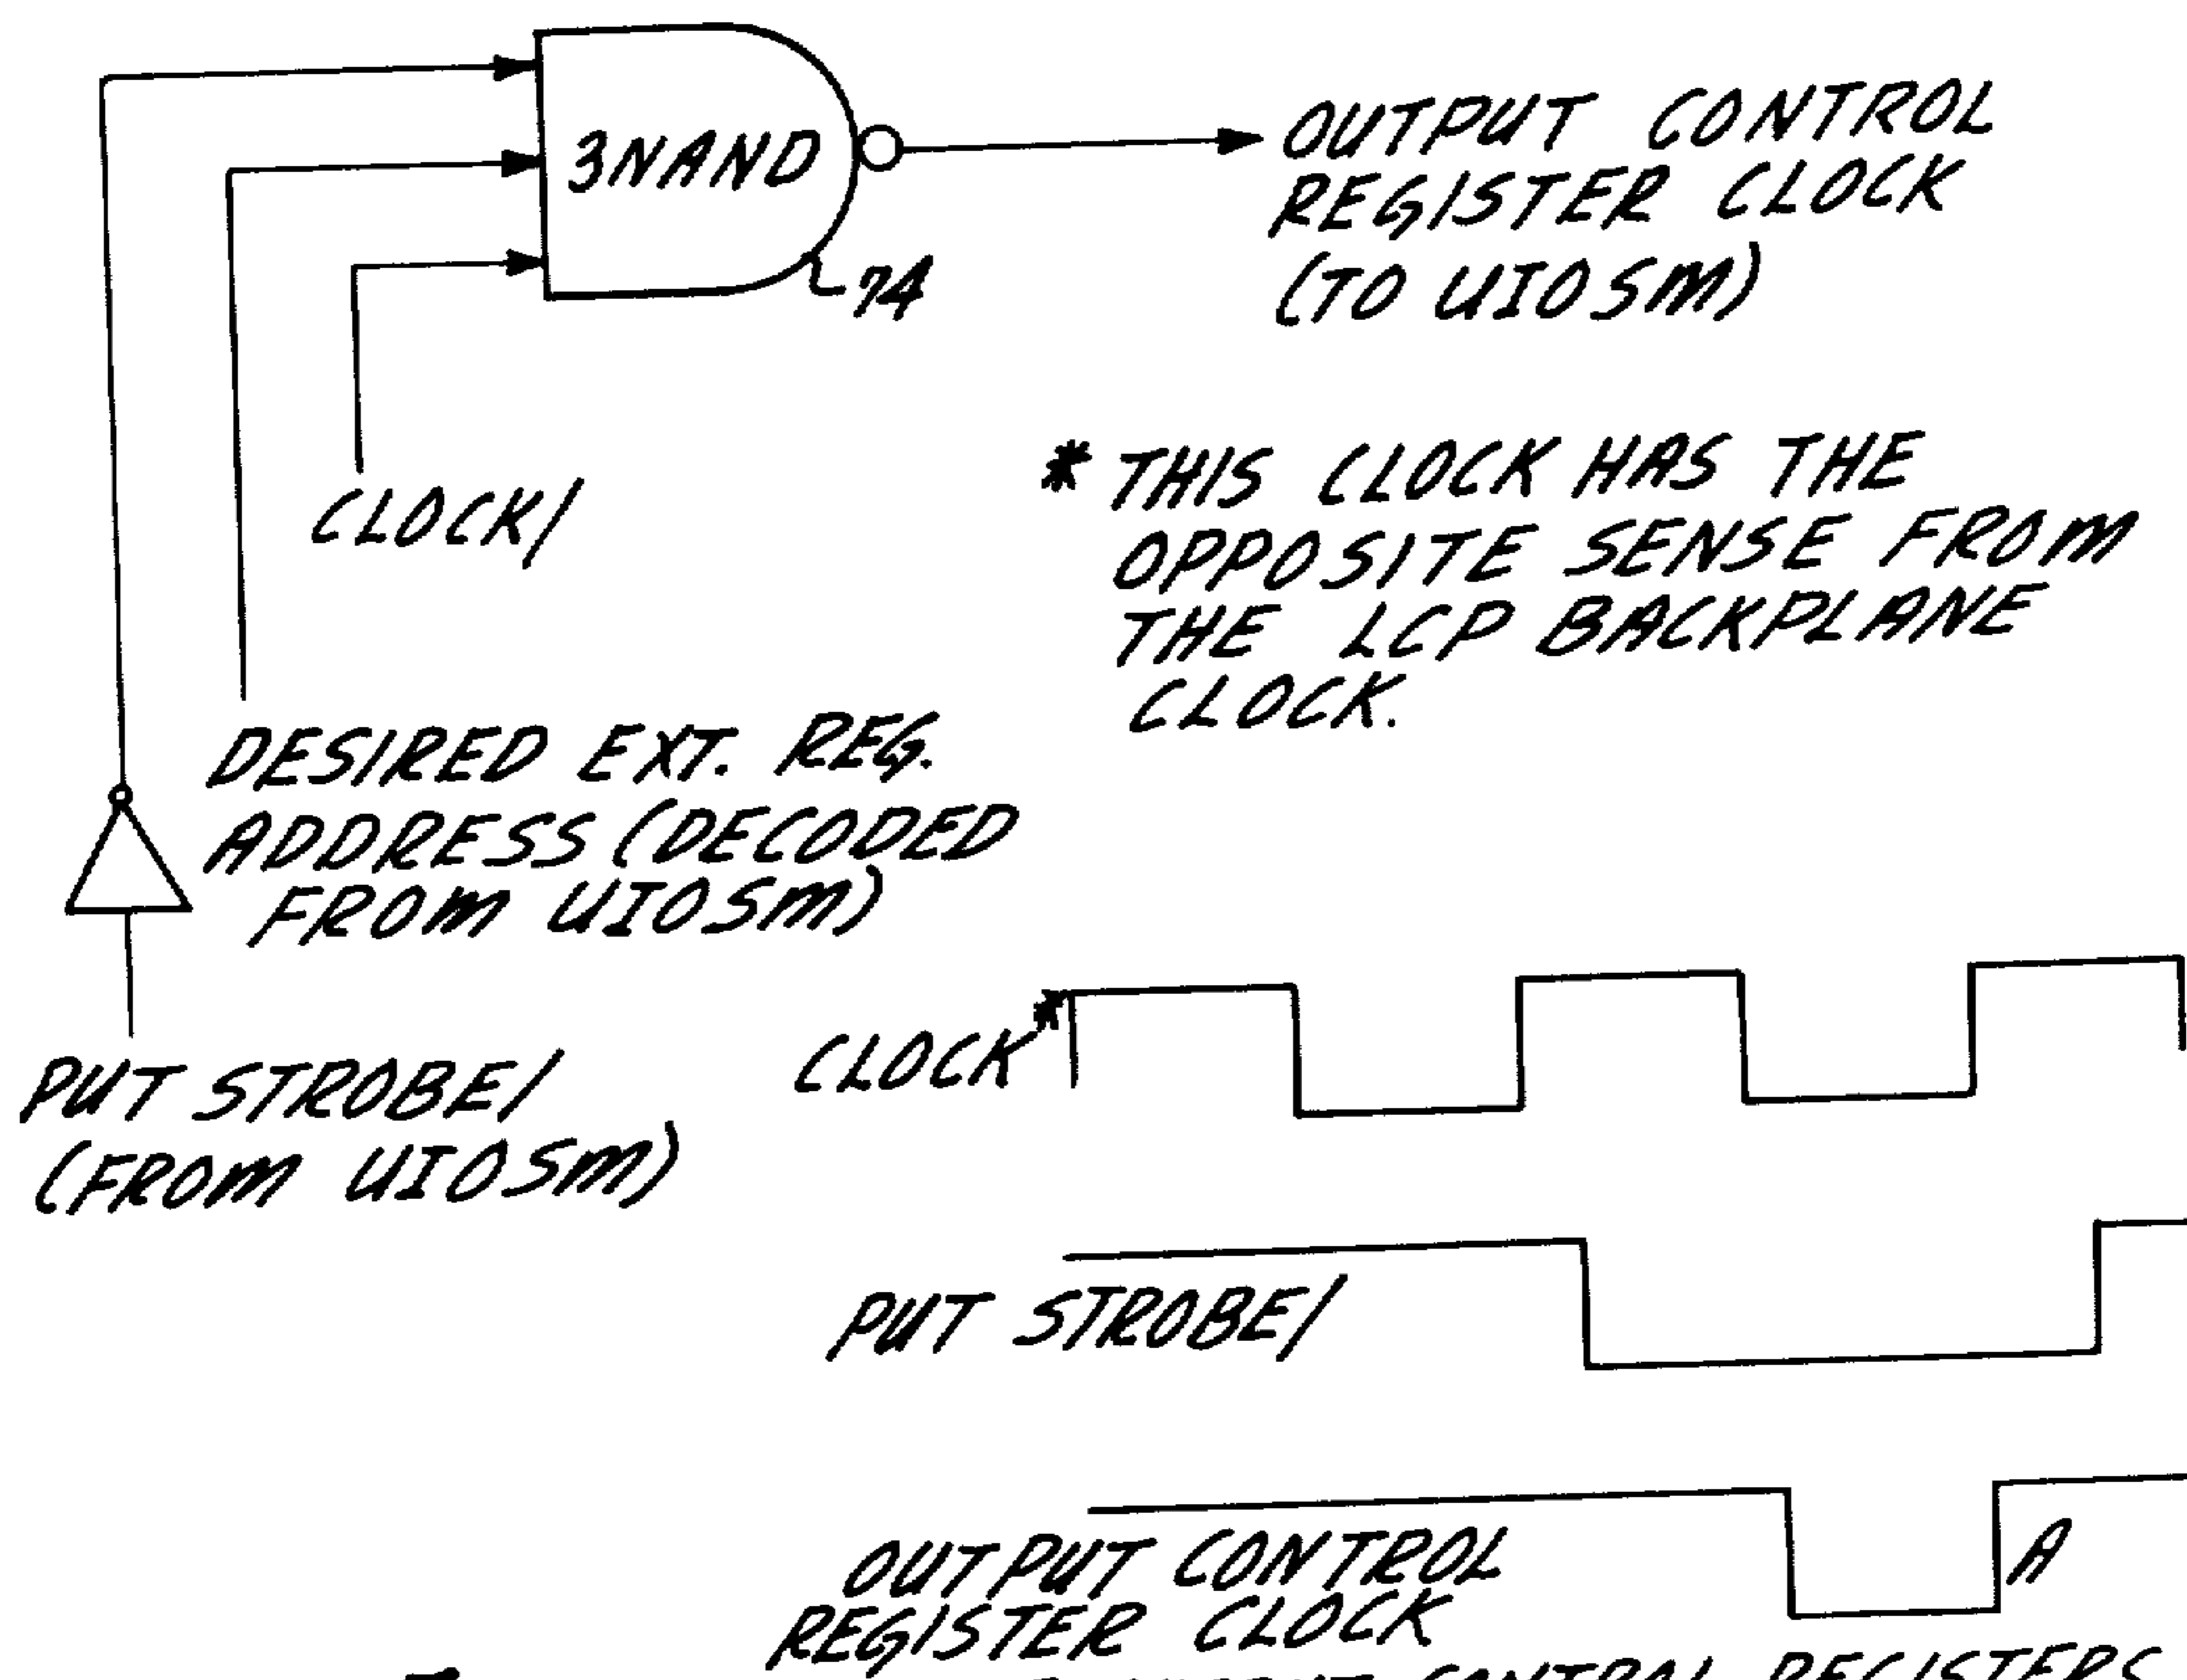 3NAND
74
OUTPUT CONTROL
REGISTER CLOCK
(TO UIOSM)
CLOCK/
* THIS CLOCK HAS THE
OPPOSITE SENSE FROM
THE LCP BACKPLANE
CLOCK.
DESIRED EXT. REG.
ADDRESS (DECODED
FROM UIOSM)
PUT STROBE/
(FROM UIOSM)
CLOCK*
PUT STROBE/
OUTPUT CONTROL
REGISTER CLOCK
A
CONTROL REGISTERS